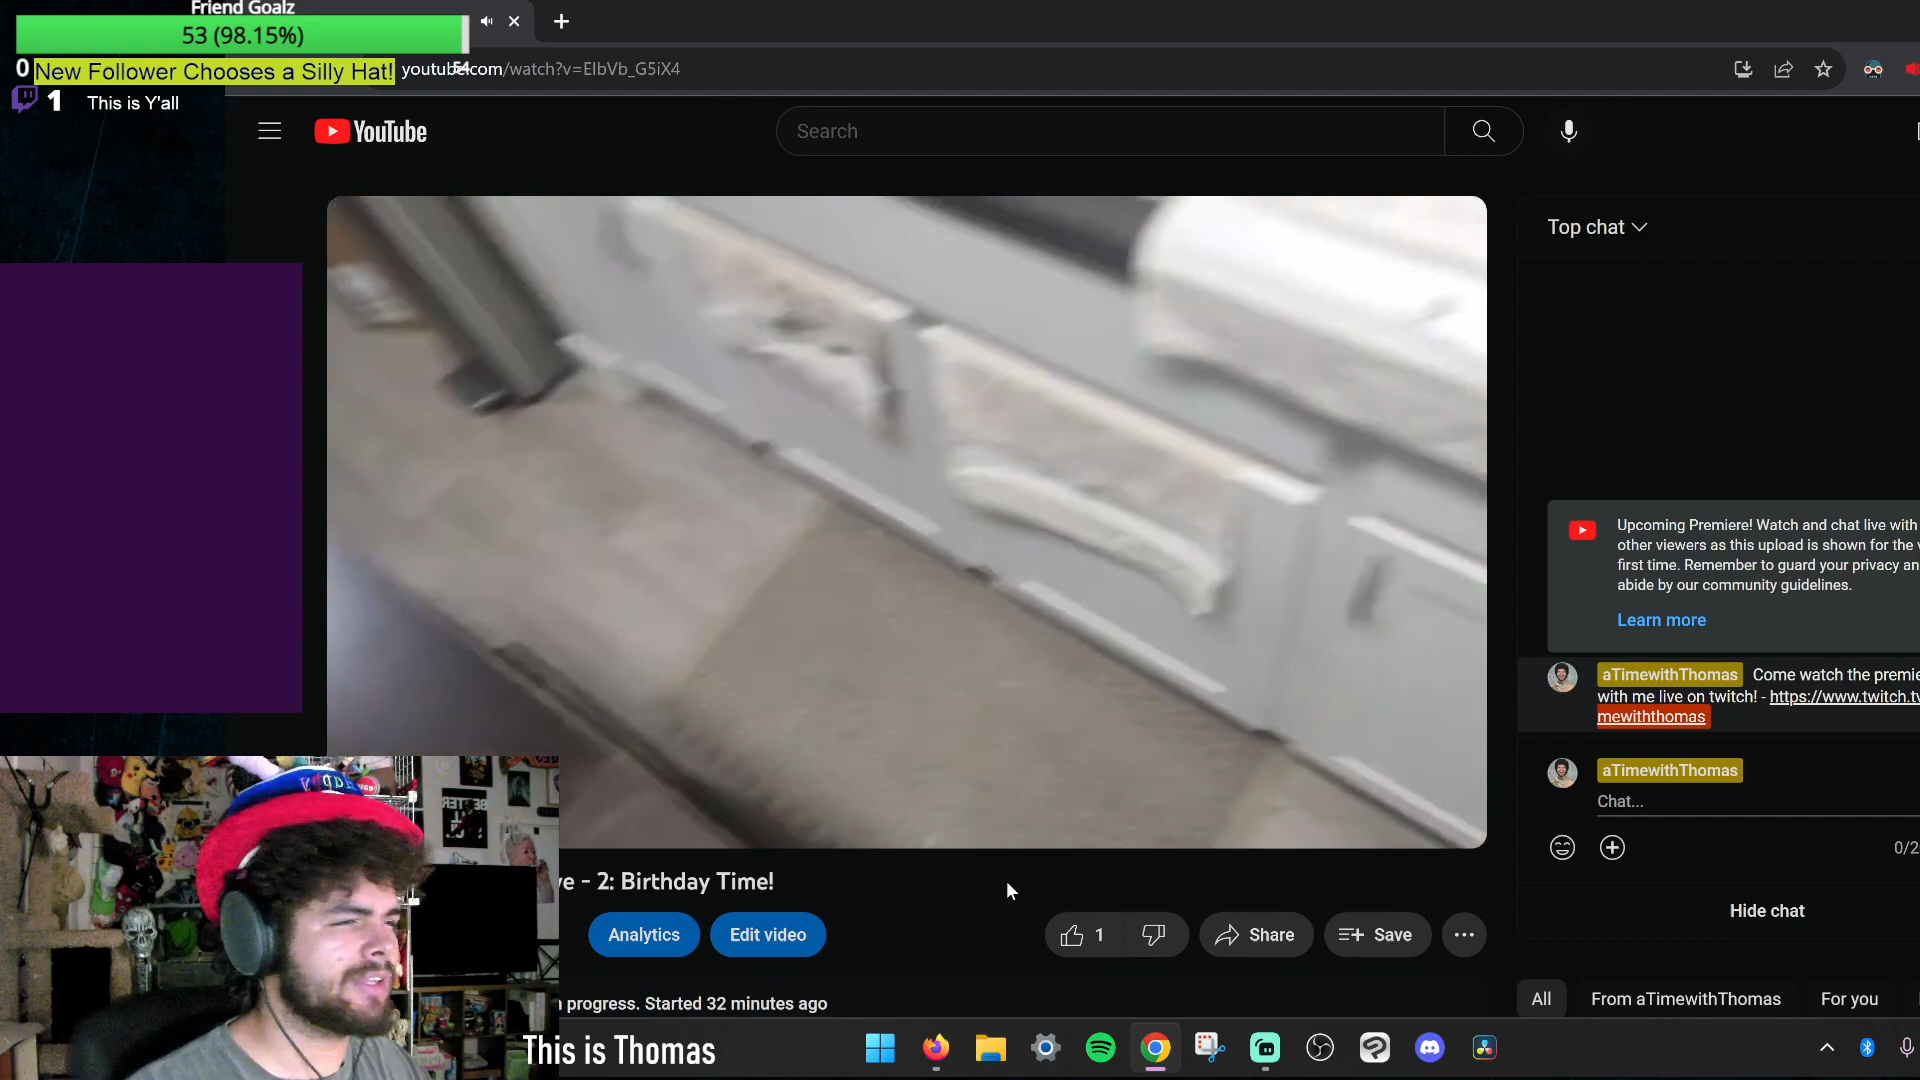 Friend Goalz
53 (98.15%)
0
54
New Follower Chooses a Silly Hat!
youtube.com/watch?v=ElbVb_G5iX4
1 This is Y'all
YouTube
Search
Top chat
Upcoming Premiere! Watch and chat live with
other viewers as this upload is shown for the
first time. Remember to guard your privacy an
abide by our community guidelines.
Learn more
aTimewithThomas Come watch the premie
with me live on twitch! - https://www.twitch.tv
mewiththomas
aTimewithThomas
Chat...
0/2
Hide chat
ve - 2: Birthday Time!
Analytics
Edit video
1
Share
Save
n progress. Started 32 minutes ago
All
From aTimewithThomas
For you
This is Thomas